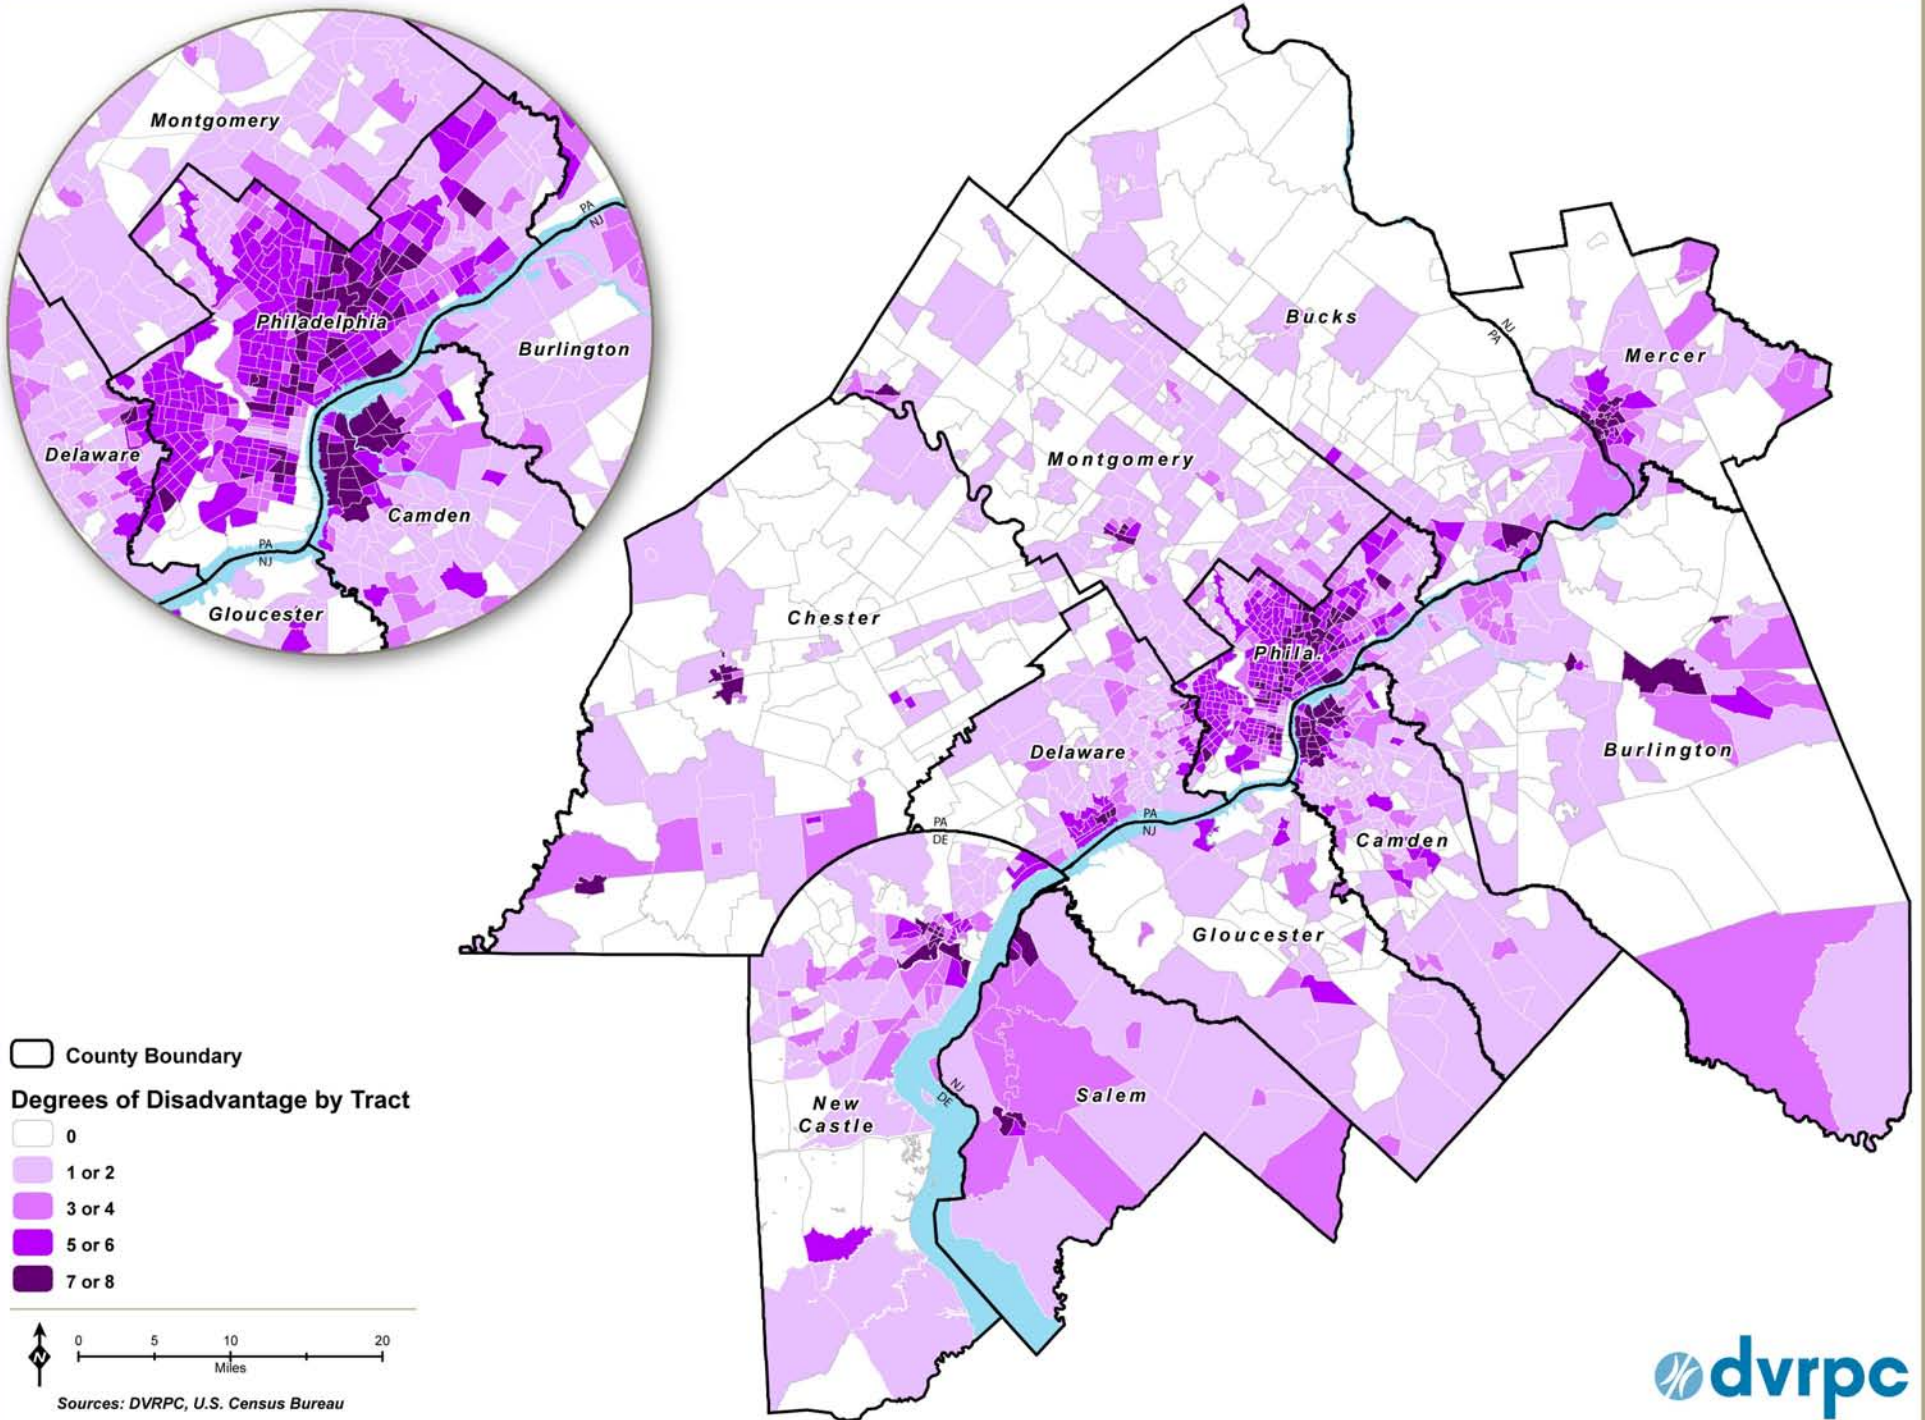 Montgomery
PA
NJ
Philadelphia
Burlington
Delaware
Camden
PA
NJ
Gloucester
Bucks
NJ
PA
Mercer
Montgomery
Chester
Phila.
Delaware
Burlington
PA
NJ
PA
DE
Camden
Gloucester
NJ
DE
Salem
New
Castle
County Boundary
Degrees of Disadvantage by Tract
0
1 or 2
3 or 4
5 or 6
7 or 8
N
0 5 10 20
Miles
Sources: DVRPC, U.S. Census Bureau
dvrpc